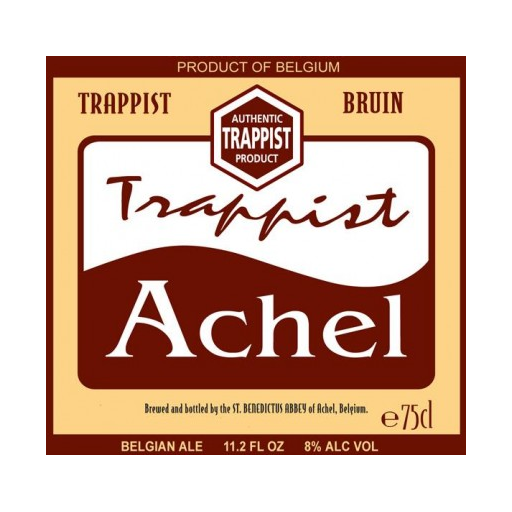 PRODUCT OF BELGIUM
TRAPPIST
BRUIN
AUTHENTIC
TRAPPIST
PRODUCT
Trappist
Achel
Brewed and bottled by the ST. BENEDICTUS ABBEY of Achel, Belgium.
e 75cl
BELGIAN ALE 11.2 FL OZ 8% ALC VOL